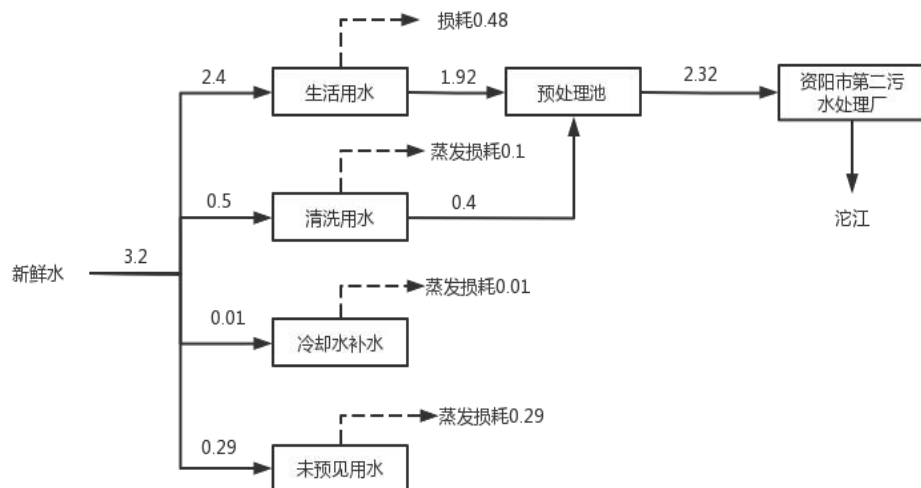 损耗0.48
2.4
生活用水
1.92
预处理池
2.32
资阳市第二污
水处理厂
蒸发损耗0.1
0.5
清洗用水
0.4
沱江
新鲜水
3.2
蒸发损耗0.01
0.01
冷却水补水
蒸发损耗0.29
0.29
未预见用水